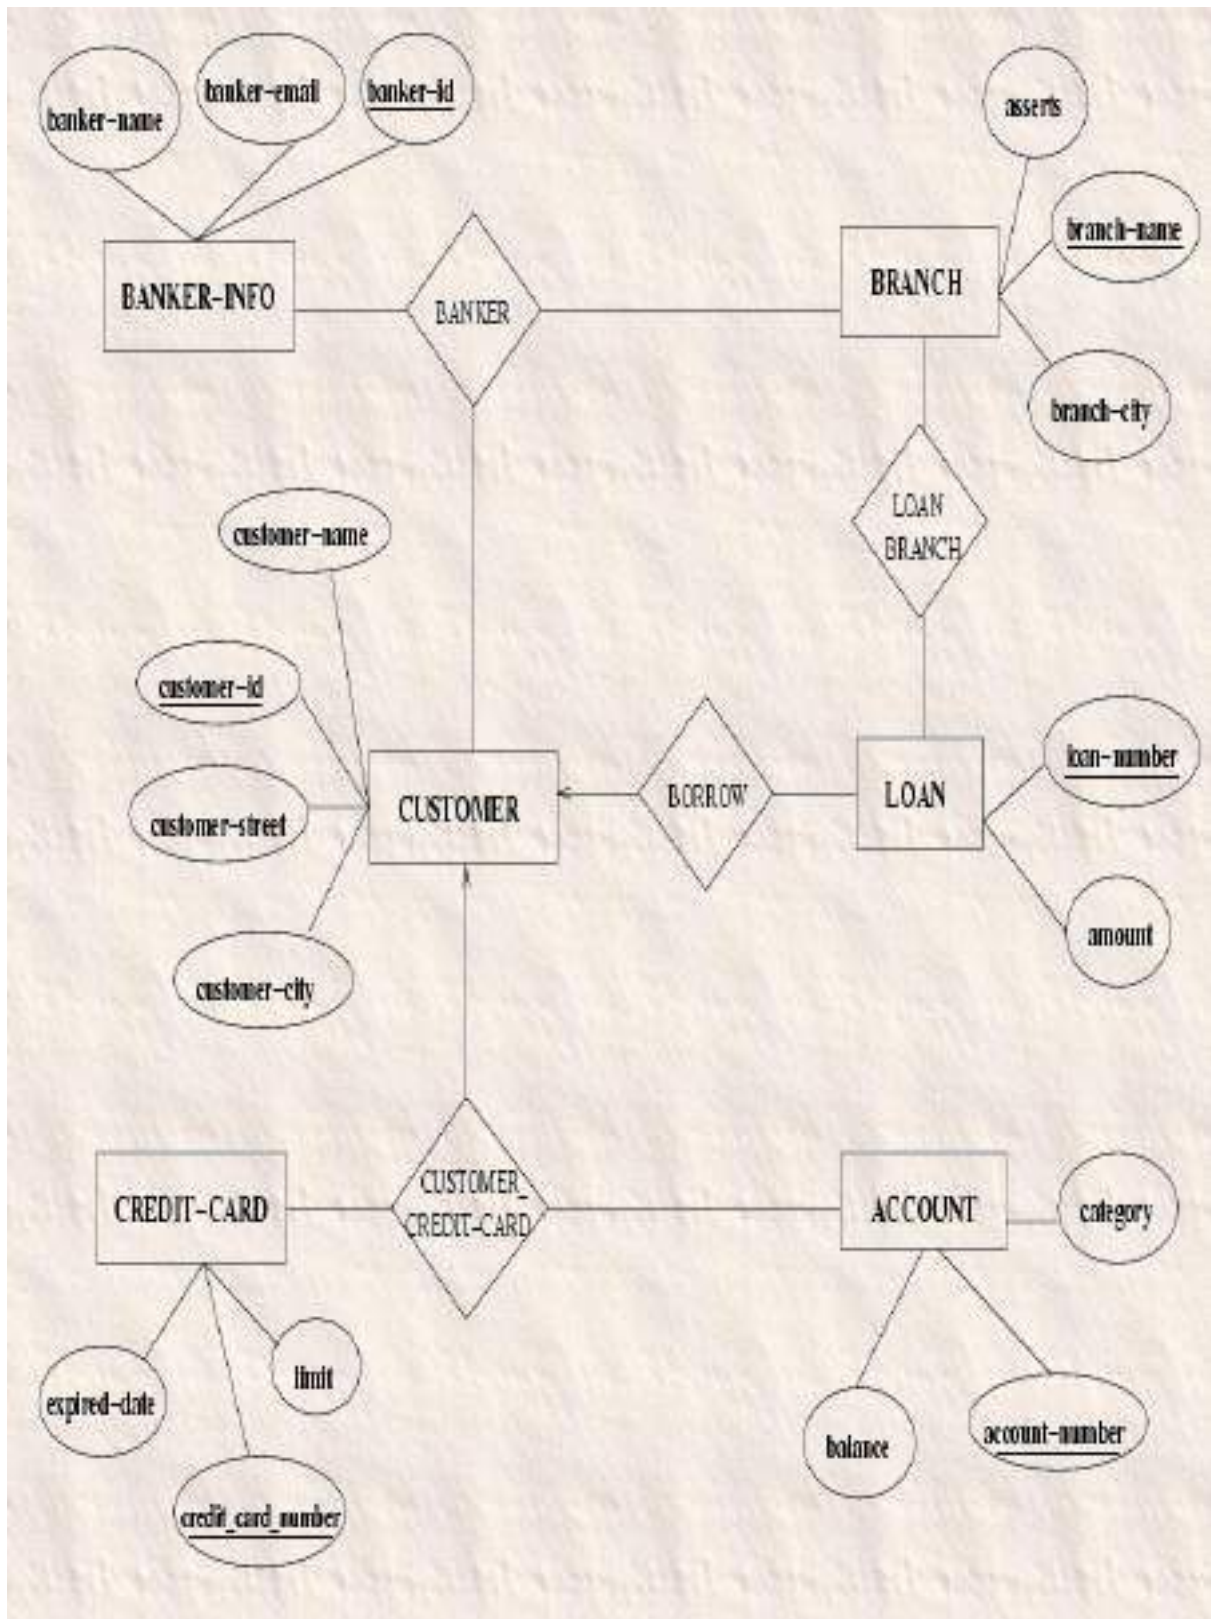 banker-name
banker-email
banker-id
asserts
branch-name
BANKER-INFO
BANKER
BRANCH
branch-city
LOAN
BRANCH
customer-name
customer-id
customer-street
CUSTOMER
BORROW
LOAN
loan-number
amount
customer-city
CREDIT-CARD
CUSTOMER_
CREDIT-CARD
ACCOUNT
category
expired-date
limit
balance
account-number
credit_card_number